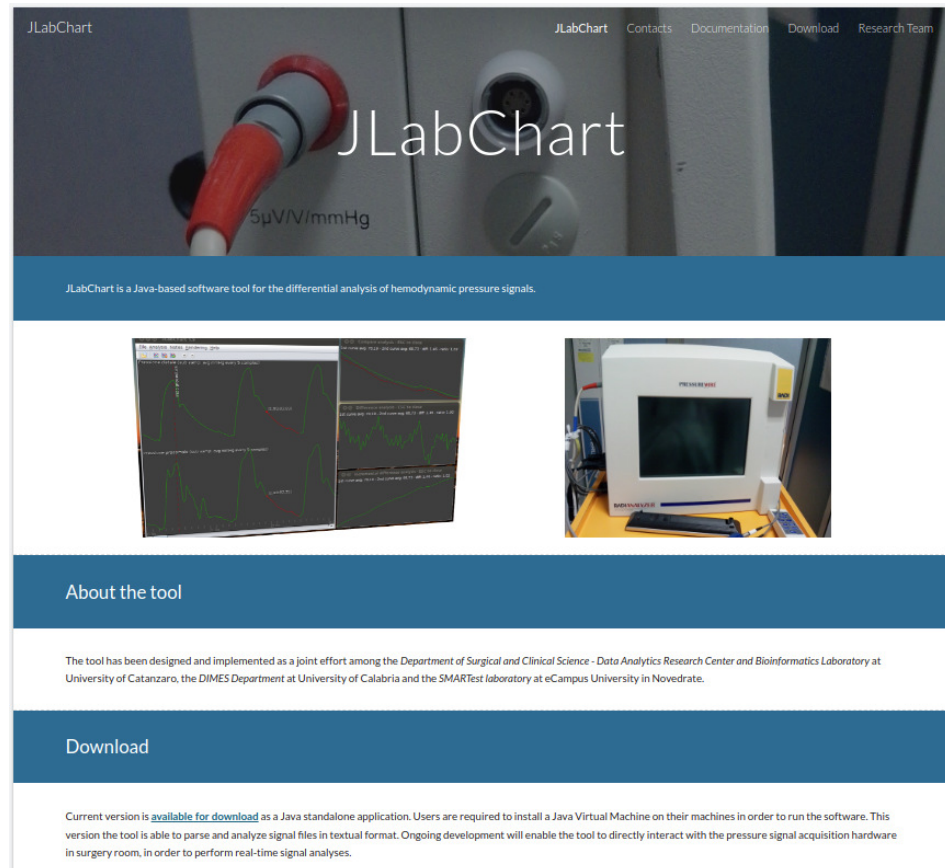 JLabChart
JLabChart Contacts Documentation Download Research Team
JLabChart
5µV/V/mmHg
JLabChart is a Java-based software tool for the differential analysis of hemodynamic pressure signals.
File Analysis Notes Rendering Help
About the tool
The tool has been designed and implemented as a joint effort among the Department of Surgical and Clinical Science - Data Analytics Research Center and Bioinformatics Laboratory at
University of Catanzaro, the DIMES Department at University of Calabria and the SMARTest laboratory at eCampus University in Novedrate.
Download
Current version is available for download as a Java standalone application. Users are required to install a Java Virtual Machine on their machines in order to run the software. This
version the tool is able to parse and analyze signal files in textual format. Ongoing development will enable the tool to directly interact with the pressure signal acquisition hardware
in surgery room, in order to perform real-time signal analyses.